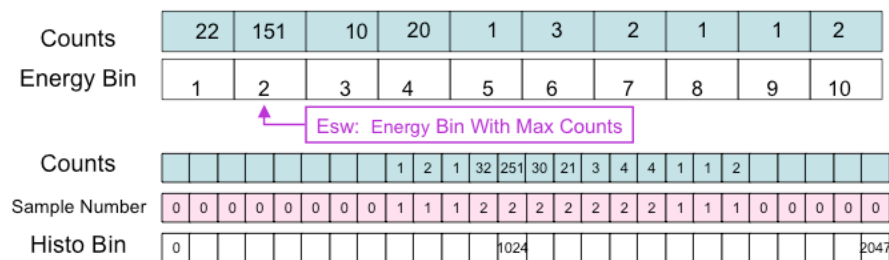 Counts 22 151 10 20 1 3 2 1 1 2
Energy Bin 1 2 3 4 5 6 7 8 9 10
Esw: Energy Bin With Max Counts
Counts 1 2 1 32 251 30 21 3 4 4 1 1 2
Sample Number 0 0 0 0 0 0 0 0 1 1 1 2 2 2 2 2 2 2 1 1 1 0 0 0 0 0
Histo Bin 0 1024 2047